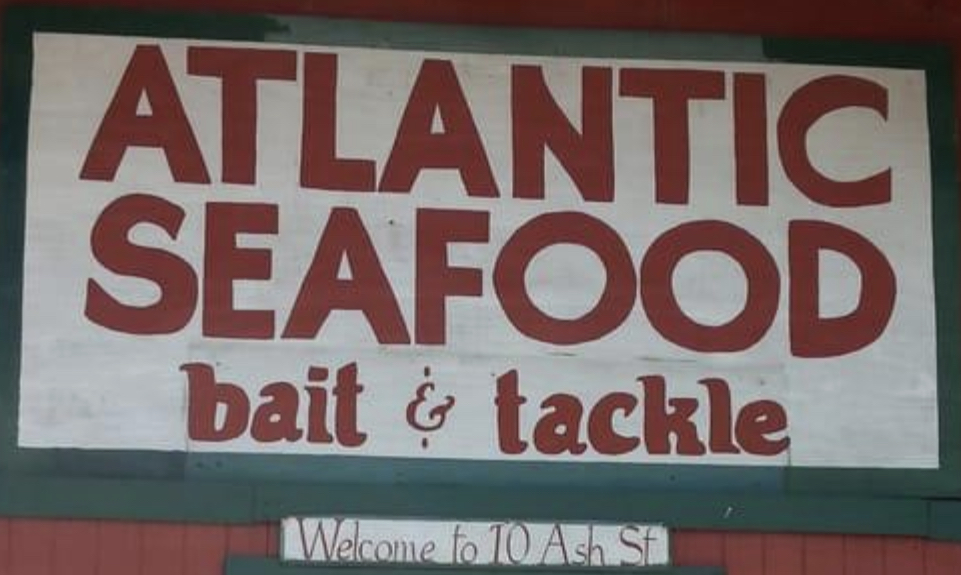 ATLANTIC
SEAFOOD
bait & tackle
Welcome to 10 Ash St